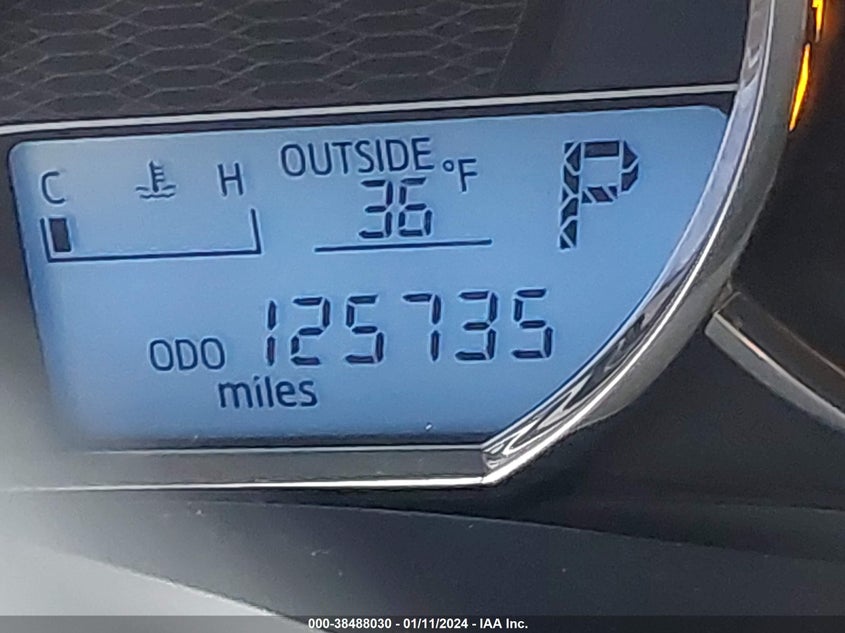 OUTSIDE
C H 36 °F P
ODO 125735
miles
000-38488030 - 01/11/2024 - IAA Inc.